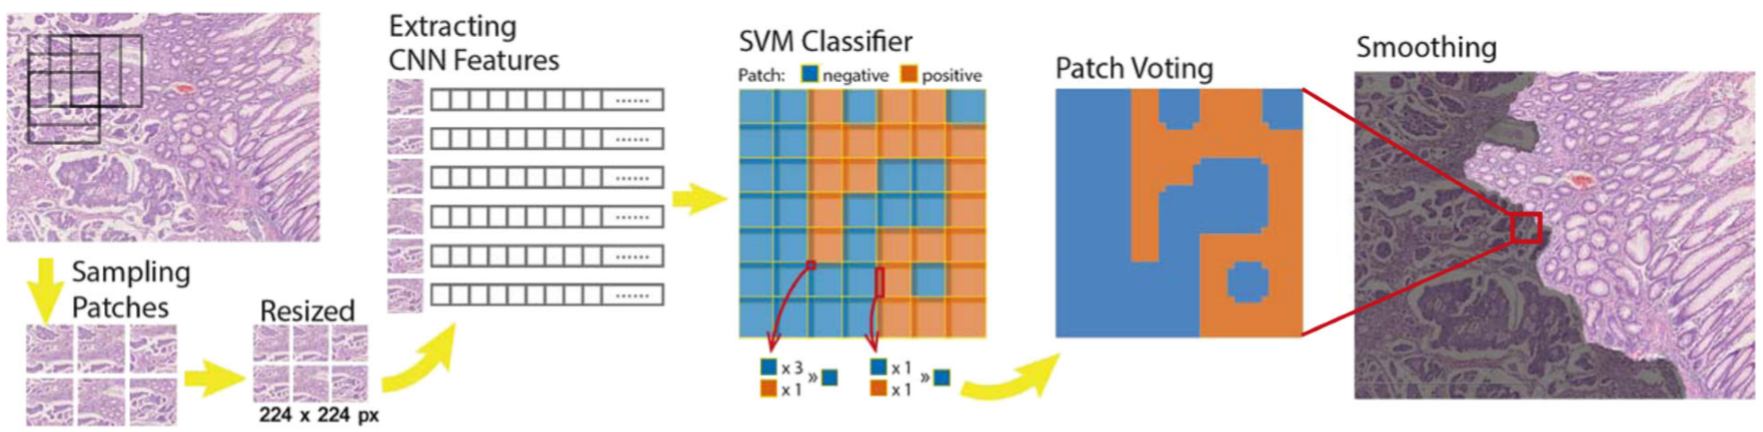 Sampling
Patches
Resized
224 x 224 px
Extracting
CNN Features
......
......
......
......
......
......
SVM Classifier
Patch: negative positive
x 3
x 1
»
x 1
x 1
»
Patch Voting
Smoothing